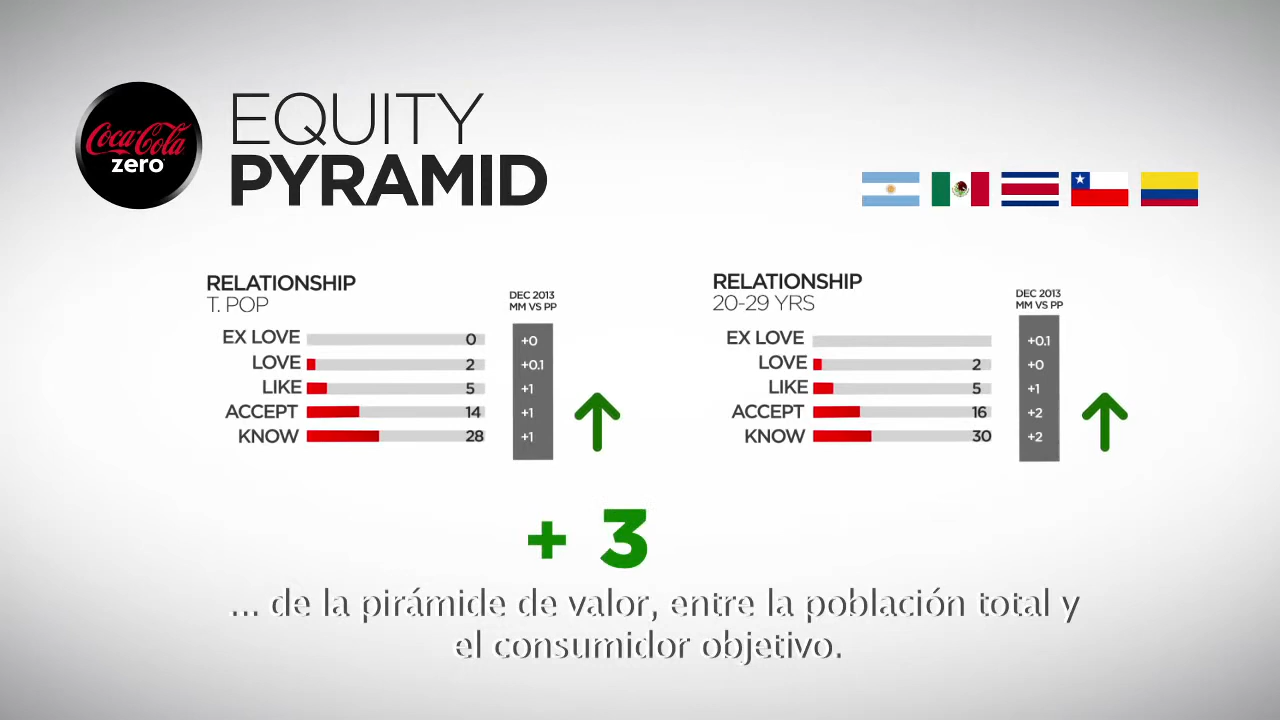 Coca-Cola
zero
EQUITY
PYRAMID
RELATIONSHIP
T. POP
DEC 2013
MM VS PP
EX LOVE 0 +0
LOVE 2 +0.1
LIKE 5 +1
ACCEPT 14 +1
KNOW 28 +1
RELATIONSHIP
20-29 YRS
DEC 2013
MM VS PP
EX LOVE +0.1
LOVE 2 +0
LIKE 5 +1
ACCEPT 16 +2
KNOW 30 +2
+ 3
... de la pirámide de valor, entre la población total y
el consumidor objetivo.